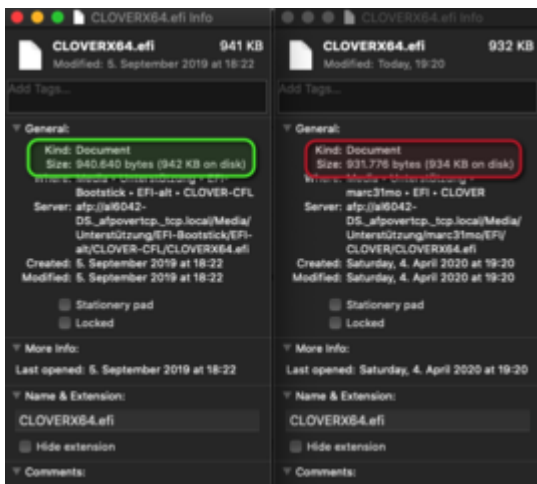 CLOVERX64.efi Info
CLOVERX64.efi 941 KB
Modified: 5. September 2019 at 18:22
Add Tags...
General:
Kind: Document
Size: 940.640 bytes (942 KB on disk)
Where: Media • Unterstützung • EFI-
Bootstick • EFI-alt • CLOVER-CFL
Server: afp://al6042-
DS._afpovertcp._tcp.local/Media/
Unterstützung/EFI-Bootstick/EFI-
alt/CLOVER-CFL/CLOVERX64.efi
Created: 5. September 2019 at 18:22
Modified: 5. September 2019 at 18:22
Stationery pad
Locked
More Info:
Last opened: 5. September 2019 at 18:22
Name & Extension:
CLOVERX64.efi
Hide extension
Comments:
CLOVERX64.efi Info
CLOVERX64.efi 932 KB
Modified: Today, 19:20
Add Tags...
General:
Kind: Document
Size: 931.776 bytes (934 KB on disk)
Where: Media • Unterstützung •
marc31mo • EFI • CLOVER
Server: afp://al6042-
DS._afpovertcp._tcp.local/Media/
Unterstützung/marc31mo/EFI/
CLOVER/CLOVERX64.efi
Created: Saturday, 4. April 2020 at 19:20
Modified: Saturday, 4. April 2020 at 19:20
Stationery pad
Locked
More Info:
Last opened: Saturday, 4. April 2020 at 19:20
Name & Extension:
CLOVERX64.efi
Hide extension
Comments: